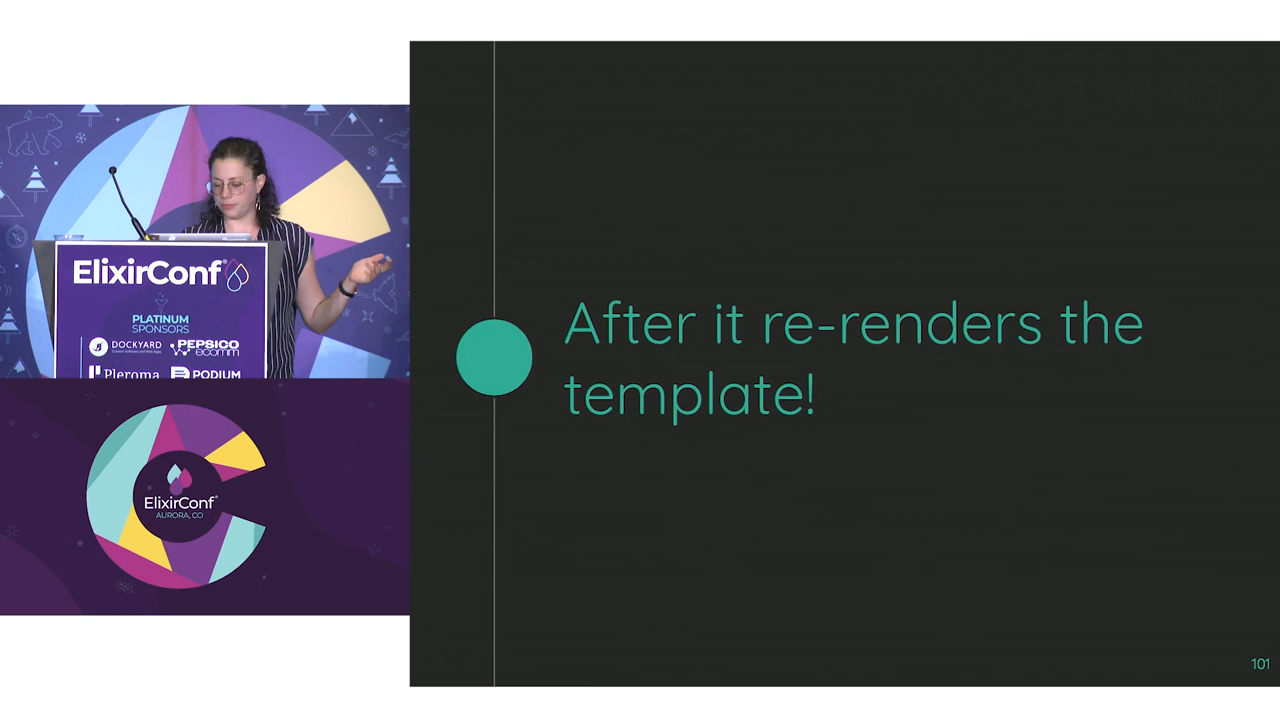 ElixirConf
PLATINUM
SPONSORS
DOCKYARD
PEPSICO
ecomm
Pleroma
PODIUM
ElixirConf
AURORA, CO
After it re-renders the
template!
101